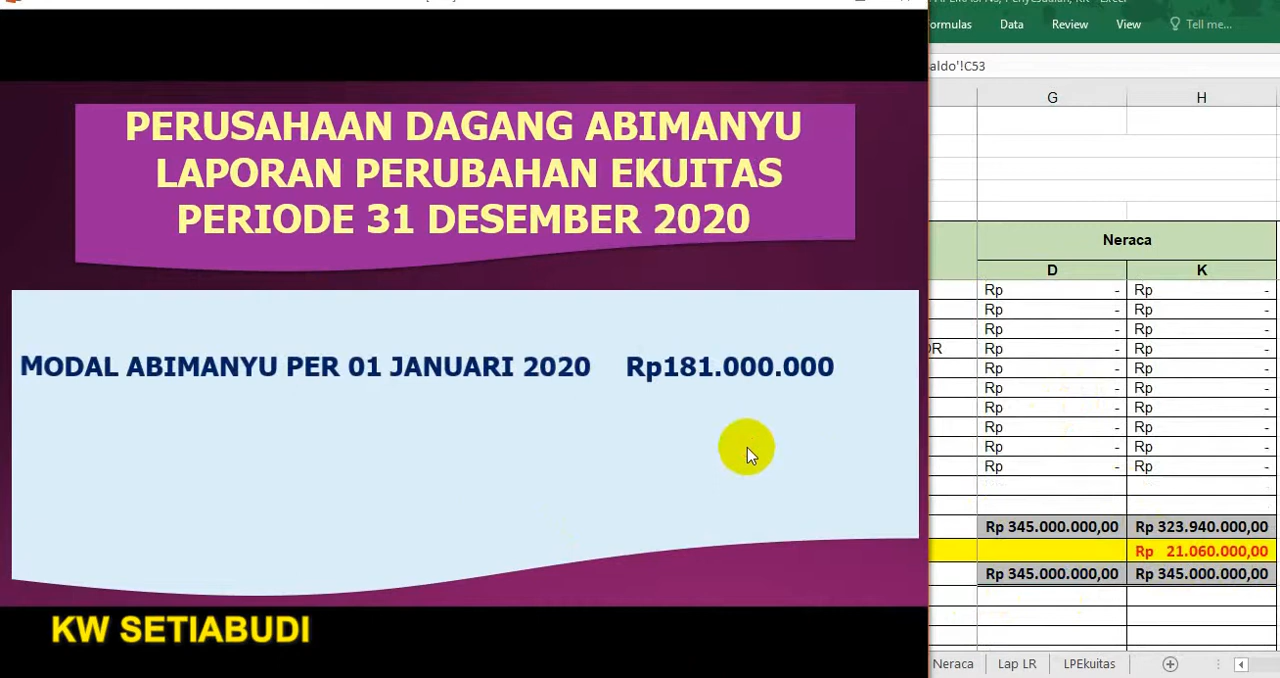 PERUSAHAAN DAGANG ABIMANYU
LAPORAN PERUBAHAN EKUITAS
PERIODE 31 DESEMBER 2020
MODAL ABIMANYU PER 01 JANUARI 2020 Rp181.000.000
KW SETIABUDI
Data Review View Tell me...
aldo'!C53
G H
Neraca
D K
Rp - Rp -
Rp - Rp -
Rp - Rp -
Rp - Rp -
Rp - Rp -
Rp - Rp -
Rp - Rp -
Rp - Rp -
Rp - Rp -
Rp - Rp -
Rp 345.000.000,00 Rp 323.940.000,00
Rp 21.060.000,00
Rp 345.000.000,00 Rp 345.000.000,00
Neraca Lap LR LPEkuitas